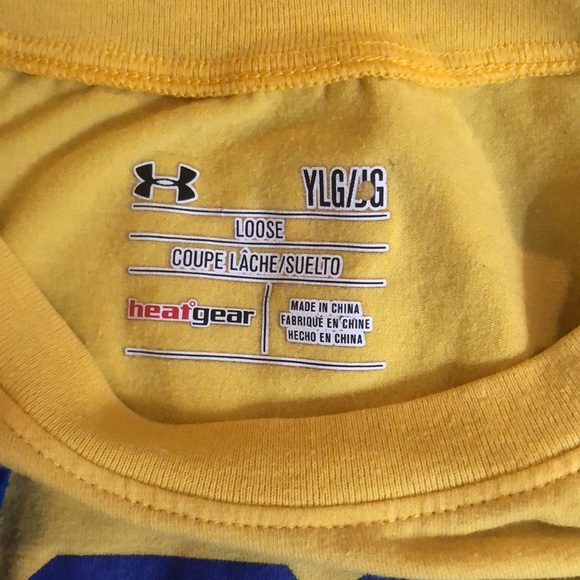 YLG/JG
LOOSE
COUPE LÂCHE/SUELTO
heatgear
MADE IN CHINA
FABRIQUÉ EN CHINE
HECHO EN CHINA